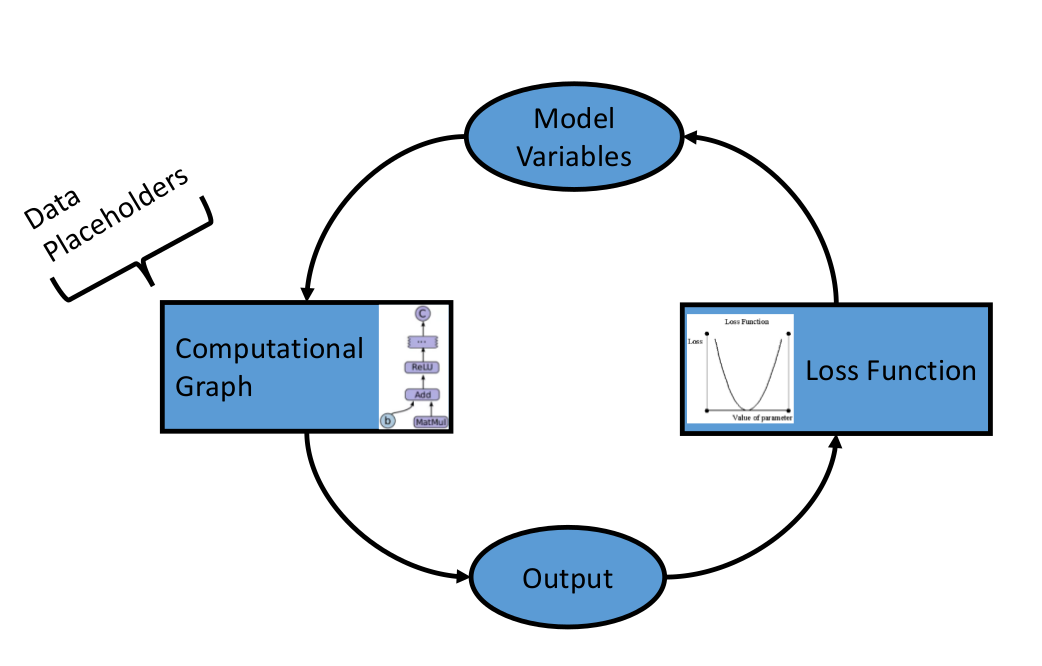 Model
Variables
Data
Placeholders
Computational
Graph
C
...
ReLU
Add
b
MatMul
Loss Function
Loss
Value of parameter
Loss Function
Output